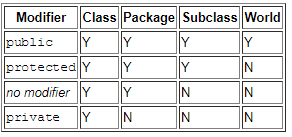 Modifier Class Package Subclass World
public Y Y Y Y
protected Y Y Y N
no modifier Y Y N N
private Y N N N